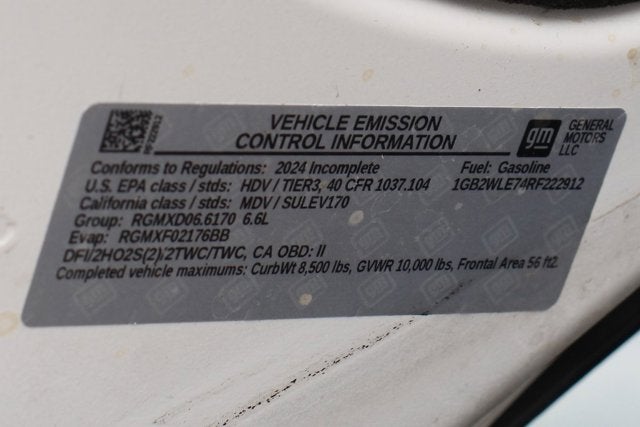 VEHICLE EMISSION
CONTROL INFORMATION
gm
GENERAL
MOTORS
LLC
Conforms to Regulations: 2024 Incomplete Fuel: Gasoline
U.S. EPA class / stds: HDV / TIER3, 40 CFR 1037.104 1GB2WLE74RF222912
California class / stds: MDV / SULEV170
Group: RGMXD06.6170 6.6L
Evap: RGMXF02176BB
DFI/2HO2S(2)/2TWC/TWC, CA OBD: II
Completed vehicle maximums: CurbWt 8,500 lbs, GVWR 10,000 lbs, Frontal Area 56 ft2.